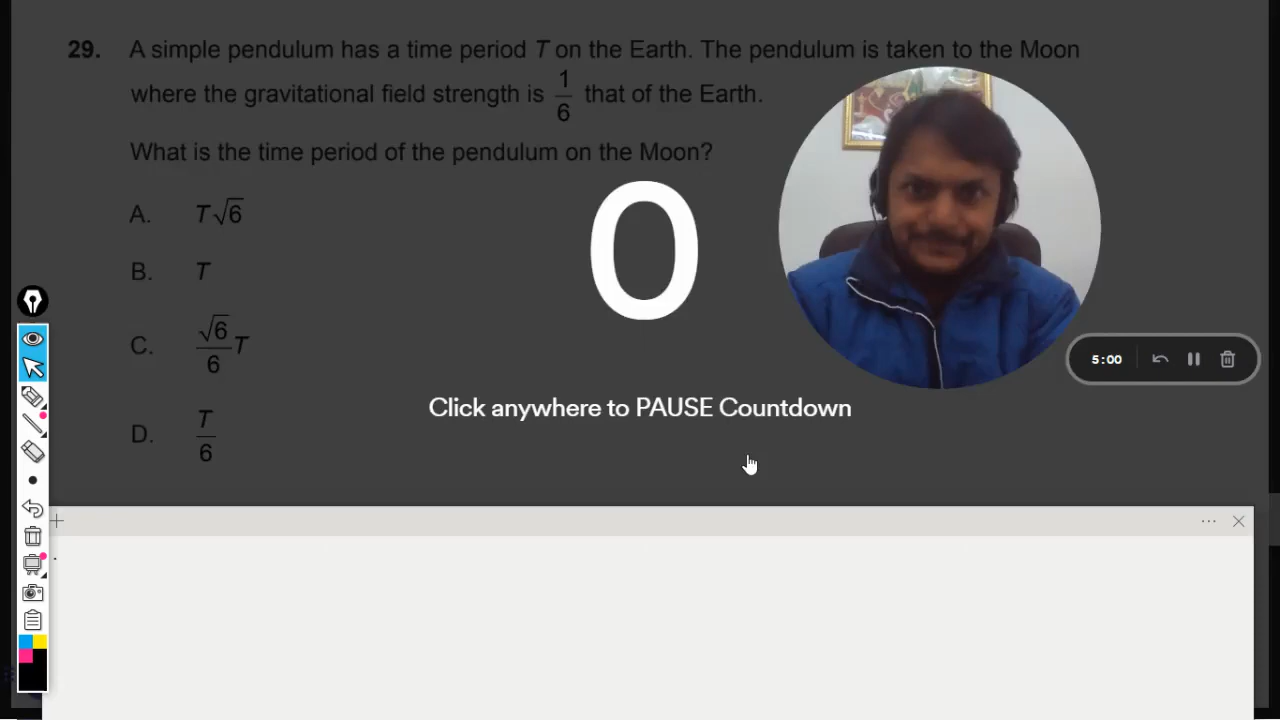 29. A simple pendulum has a time period T on the Earth. The pendulum is taken to the Moon
where the gravitational field strength is 1/6 that of the Earth.
What is the time period of the pendulum on the Moon?
A. T√6
B. T
C. √6/6 T
D. T/6
0
5:00
Click anywhere to PAUSE Countdown